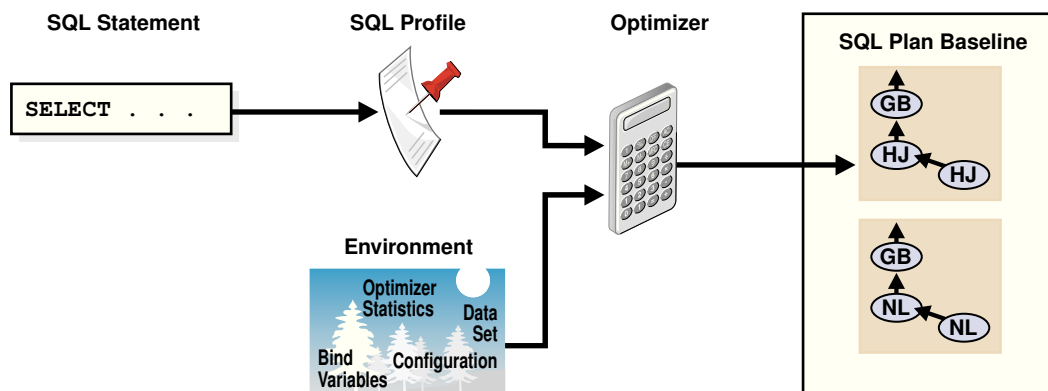 SQL Statement
SQL Profile
Optimizer
SQL Plan Baseline
SELECT . . .
GB
HJ
HJ
Environment
Optimizer
Statistics
Data
Set
Bind
Variables
Configuration
GB
NL
NL